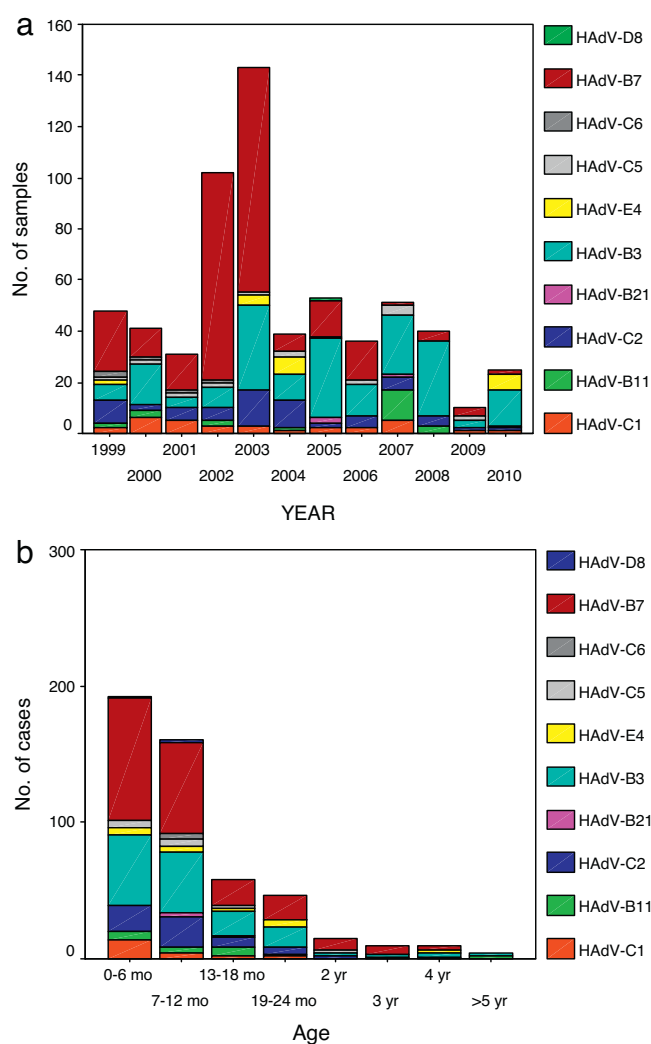 a
160
140
120
100
80
60
40
20
0
No. of samples
1999
2000
2001
2002
2003
2004
2005
2006
2007
2008
2009
2010
YEAR
HAdV-D8
HAdV-B7
HAdV-C6
HAdV-C5
HAdV-E4
HAdV-B3
HAdV-B21
HAdV-C2
HAdV-B11
HAdV-C1
b
300
200
100
0
No. of cases
0-6 mo
7-12 mo
13-18 mo
19-24 mo
2 yr
3 yr
4 yr
>5 yr
Age
HAdV-D8
HAdV-B7
HAdV-C6
HAdV-C5
HAdV-E4
HAdV-B3
HAdV-B21
HAdV-C2
HAdV-B11
HAdV-C1